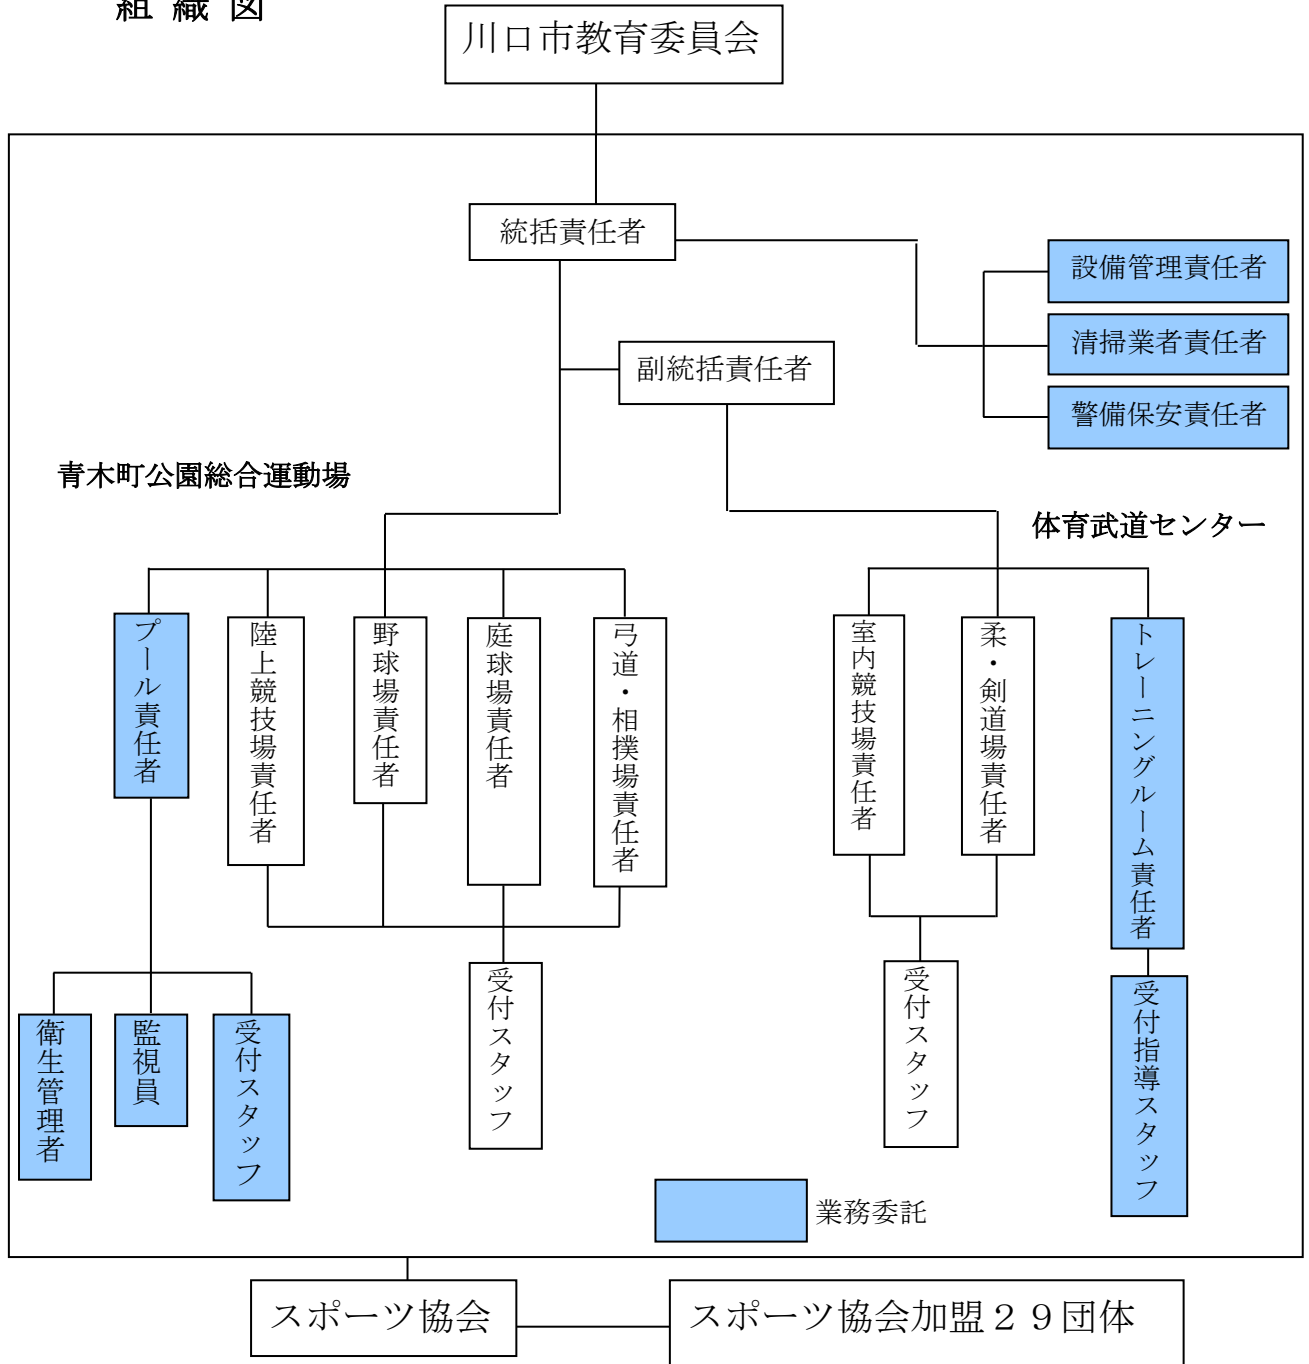 組 織 図
川口市教育委員会
統括責任者
設備管理責任者
清掃業者責任者
副統括責任者
警備保安責任者
青木町公園総合運動場
体育武道センター
プール責任者
陸上競技場責任者
野球場責任者
庭球場責任者
弓道・相撲場責任者
室内競技場責任者
柔・剣道場責任者
トレーニングルーム責任者
衛生管理者
監視員
受付スタッフ
受付スタッフ
受付スタッフ
受付指導スタッフ
業務委託
スポーツ協会
スポーツ協会加盟２９団体